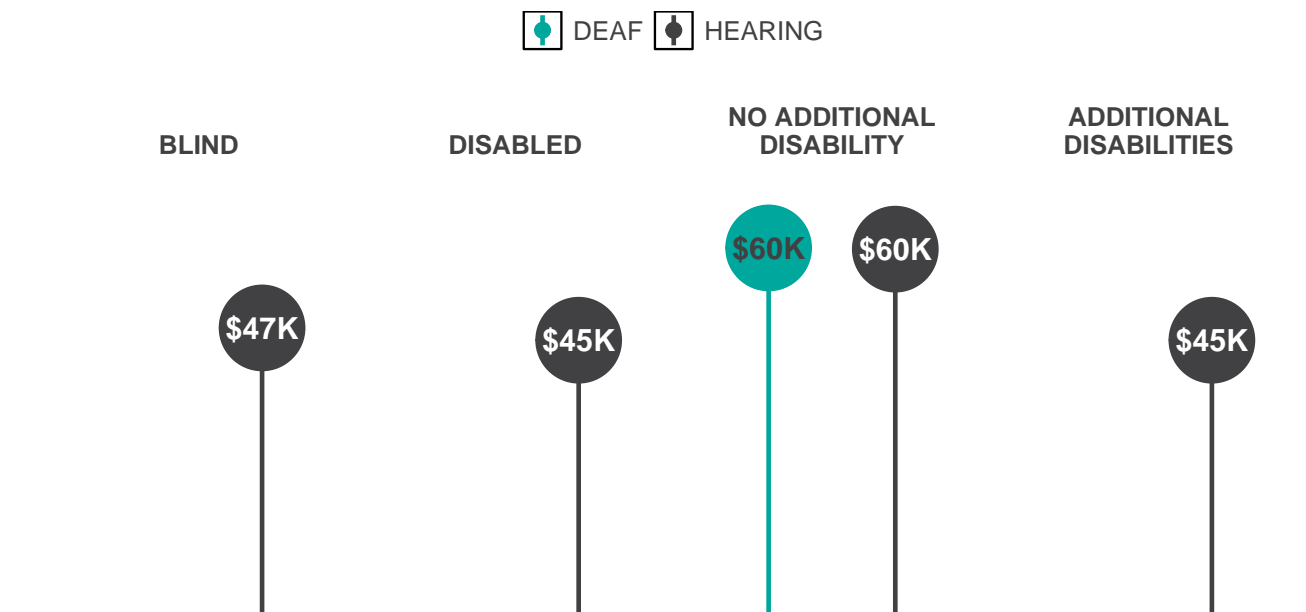 DEAF HEARING
BLIND
DISABLED
NO ADDITIONAL
DISABILITY
ADDITIONAL
DISABILITIES
$47K
$45K
$60K
$60K
$45K